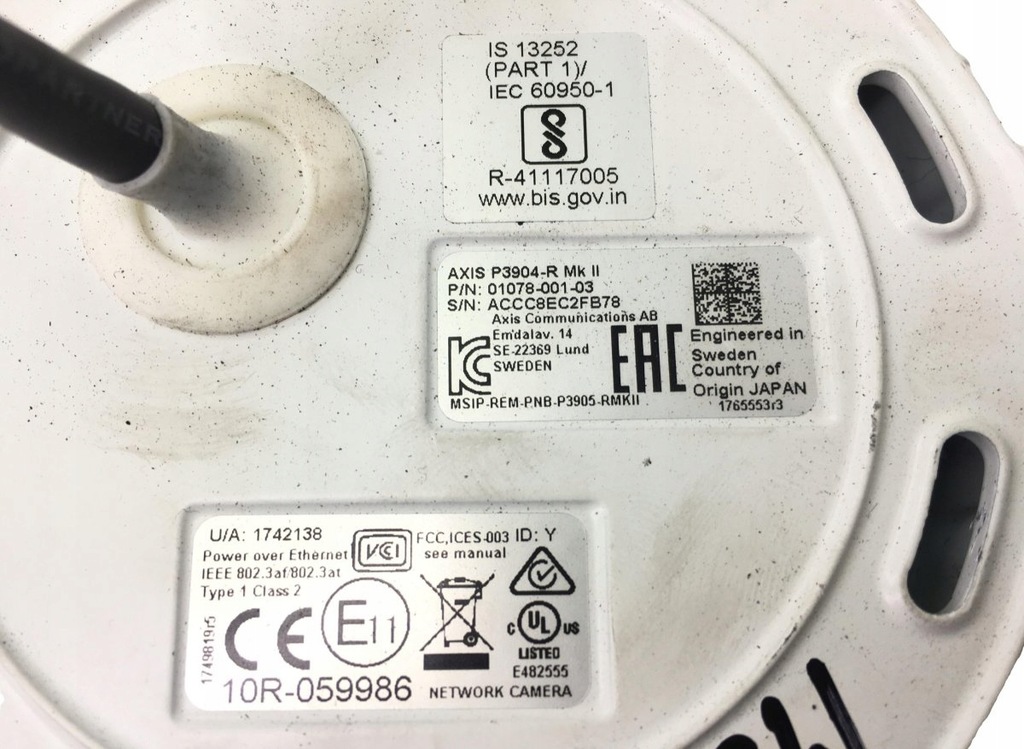 PARTNER
IS 13252
(PART 1)/
IEC 60950-1
R-41117005
www.bis.gov.in
AXIS P3904-R Mk II
P/N: 01078-001-03
S/N: ACCC8EC2FB78
Axis Communications AB
Emdalav. 14
SE-22369 Lund
SWEDEN
KC
EAC
MSIP-REM-PNB-P3905-RMKII
Engineered in
Sweden
Country of
Origin JAPAN
1765553r3
U/A: 1742138
Power over Ethernet
IEEE 802.3af/802.3at
Type 1 Class 2
VCI
FCC,ICES-003 ID: Y
see manual
1749819r5
CE
E11
10R-059986
c UL US
LISTED
E482555
NETWORK CAMERA